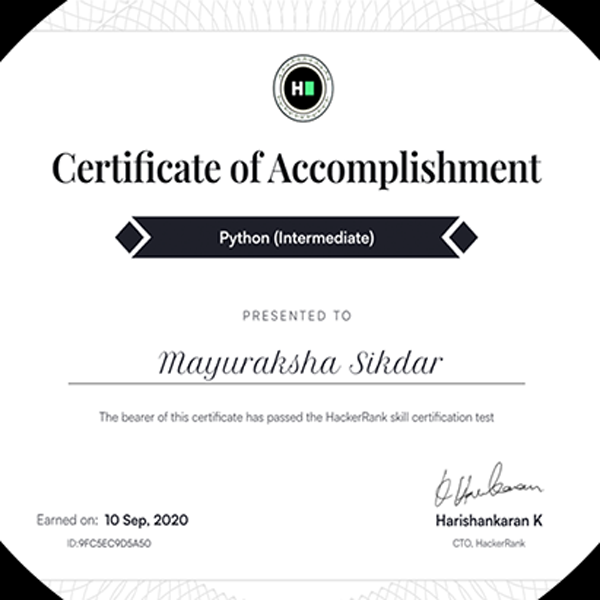 H
Certificate of Accomplishment
Python (Intermediate)
PRESENTED TO
Mayuraksha Sikdar
The bearer of this certificate has passed the HackerRank skill certification test
Earned on: 10 Sep, 2020
ID:9FC5EC9D5A50
Harishankaran K
CTO, HackerRank